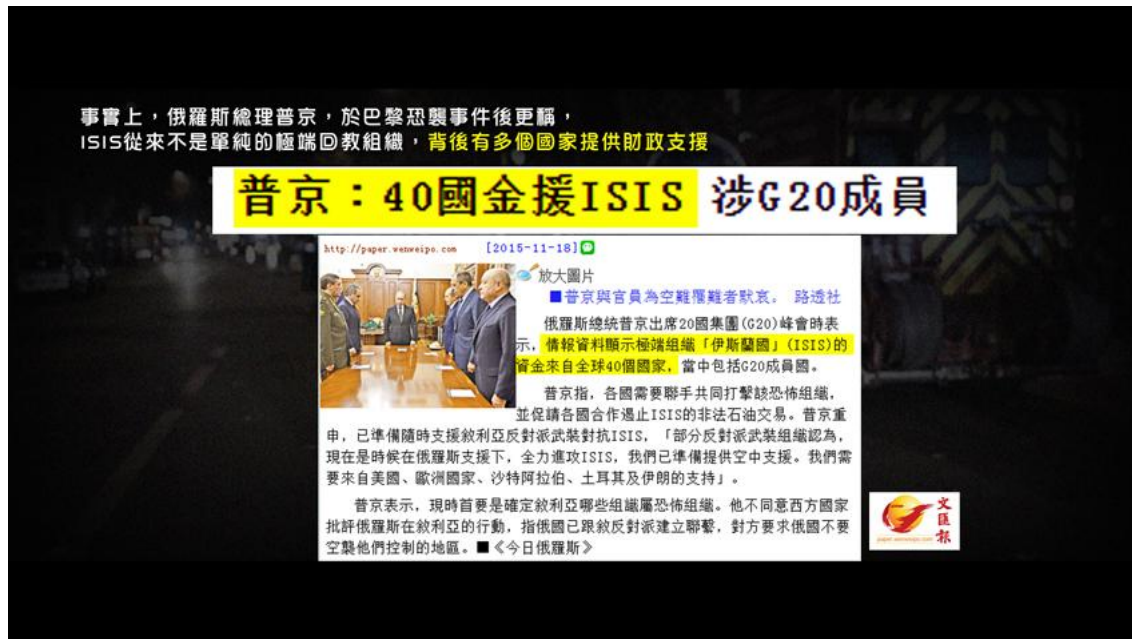 事實上，俄羅斯總理普京，於巴黎恐襲事件後更稱，
ISIS從來不是單純的極端回教組織，背後有多個國家提供財政支援
普京：40國金援ISIS 涉G20成員
http://paper.wenweipo.com [2015-11-18]
放大圖片
■普京與官員為空難罹難者默哀。 路透社
俄羅斯總統普京出席20國集團(G20)峰會時表
示，情報資料顯示極端組織「伊斯蘭國」(ISIS)的
資金來自全球40個國家，當中包括G20成員國。
普京指，各國需要聯手共同打擊該恐怖組織，
並促請各國合作遏止ISIS的非法石油交易。普京重
申，已準備隨時支援敘利亞反對派武裝對抗ISIS，「部分反對派武裝組織認為，
現在是時候在俄羅斯支援下，全力進攻ISIS，我們已準備提供空中支援。我們需
要來自美國、歐洲國家、沙特阿拉伯、土耳其及伊朗的支持」。
普京表示，現時首要是確定敘利亞哪些組織屬恐怖組織。他不同意西方國家
批評俄羅斯在敘利亞的行動，指俄國已跟敘反對派建立聯繫，對方要求俄國不要
空襲他們控制的地區。■《今日俄羅斯》
文匯報
paper.wenweipo.com